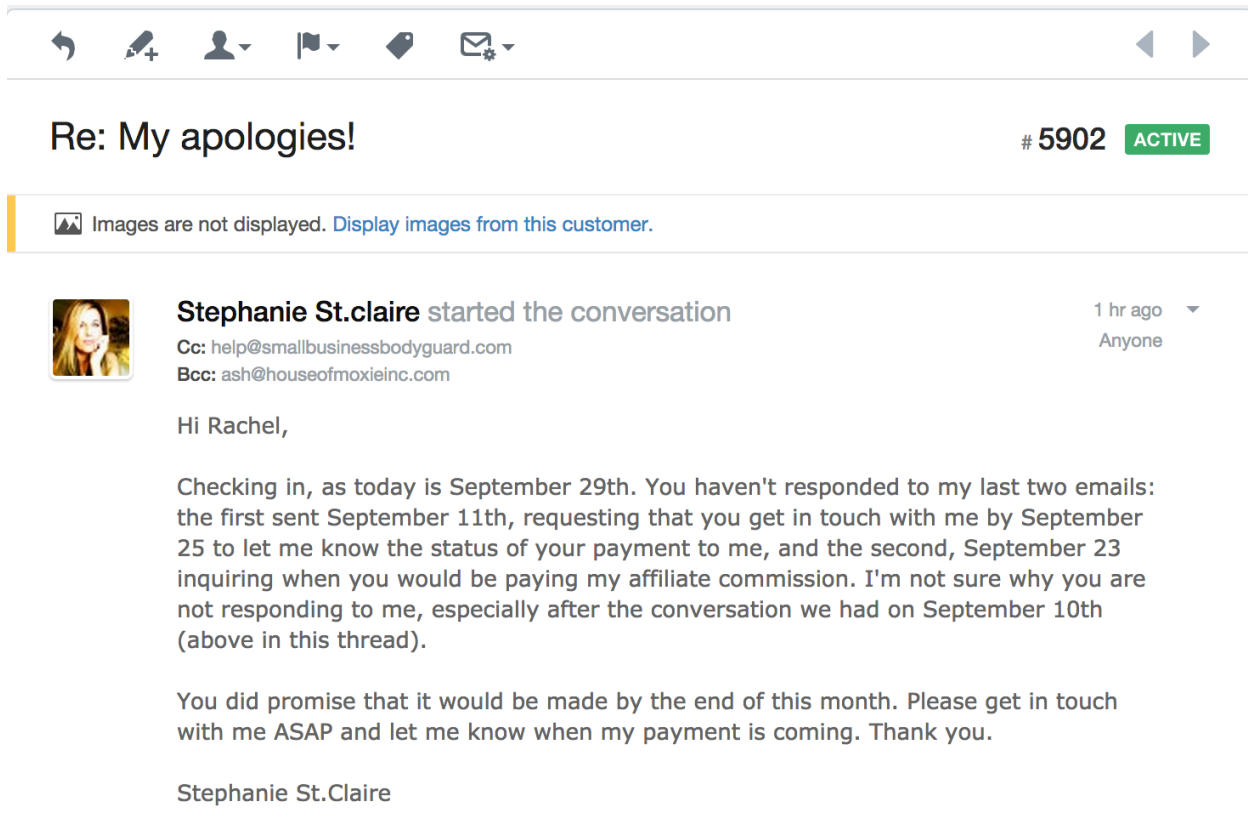 Re: My apologies!
# 5902 ACTIVE
Images are not displayed. Display images from this customer.
Stephanie St.claire started the conversation
1 hr ago
Cc: help@smallbusinessbodyguard.com
Anyone
Bcc: ash@houseofmoxieinc.com
Hi Rachel,
Checking in, as today is September 29th. You haven't responded to my last two emails:
the first sent September 11th, requesting that you get in touch with me by September
25 to let me know the status of your payment to me, and the second, September 23
inquiring when you would be paying my affiliate commission. I'm not sure why you are
not responding to me, especially after the conversation we had on September 10th
(above in this thread).
You did promise that it would be made by the end of this month. Please get in touch
with me ASAP and let me know when my payment is coming. Thank you.
Stephanie St.Claire